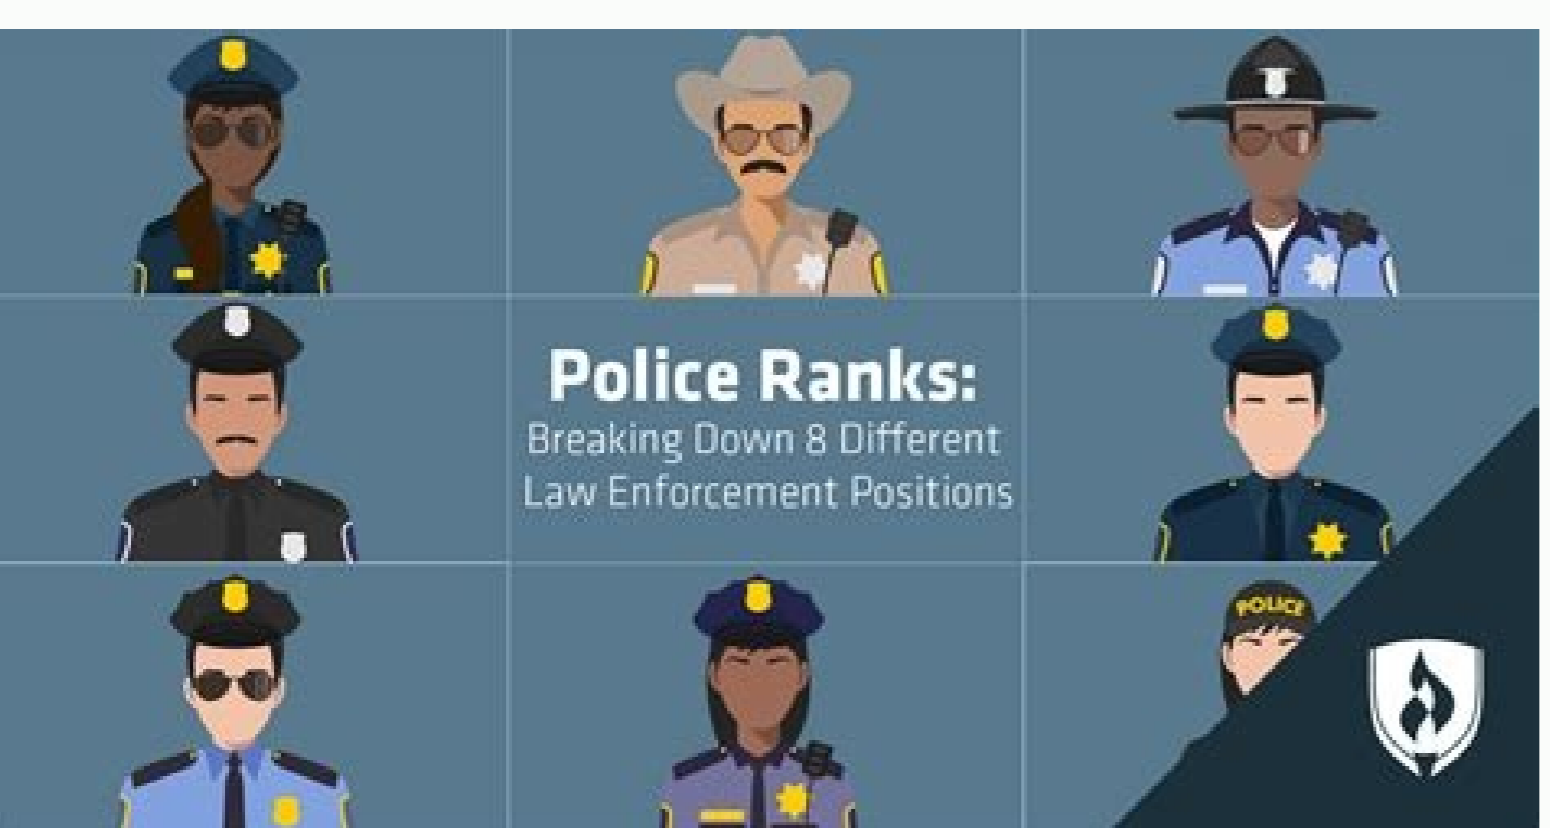 Police Ranks:
Breaking Down 8 Different
Law Enforcement Positions
POLICE